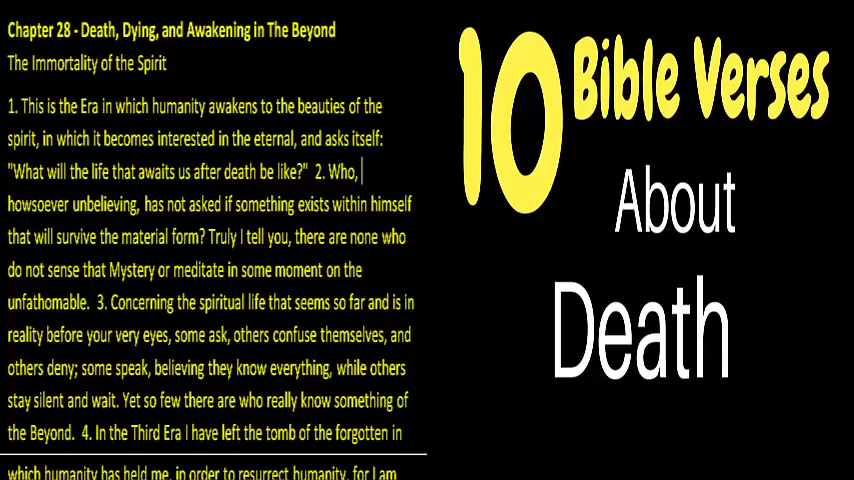 Chapter 28 - Death, Dying, and Awakening in The Beyond
The Immortality of the Spirit
1. This is the Era in which humanity awakens to the beauties of the
spirit, in which it becomes interested in the eternal, and asks itself:
"What will the life that awaits us after death be like?"  2. Who,
howsoever unbelieving, has not asked if something exists within himself
that will survive the material form? Truly I tell you, there are none who
do not sense that Mystery or meditate in some moment on the
unfathomable.  3. Concerning the spiritual life that seems so far and is in
reality before your very eyes, some ask, others confuse themselves, and
others deny; some speak, believing they know everything, while others
stay silent and wait. Yet so few there are who really know something of
the Beyond.  4. In the Third Era I have left the tomb of the forgotten in
which humanity has held me, in order to resurrect humanity, for I am
10 Bible Verses
About
Death